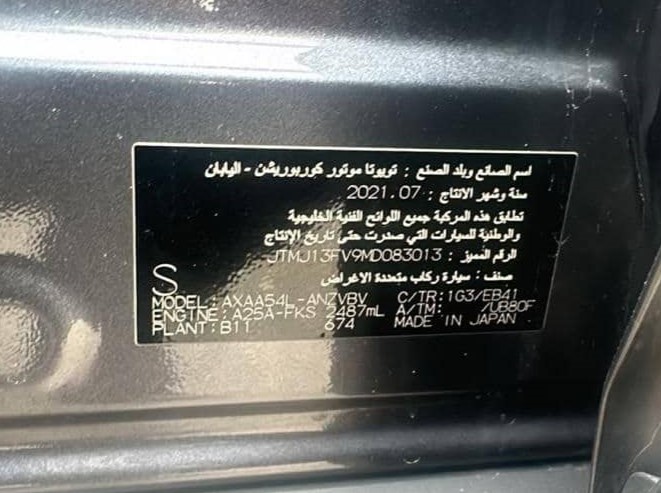 اسم الصانع وبلد الصنع : تويوتا موتور كوربوريشن - اليابان
سنة وشهر الانتاج : 2021.07
تطابق هذه المركبة جميع اللوائح الفنية الخليجية
والوطنية للسيارات التي صدرت حتى تاريخ الإنتاج
الرقم المميز : JTMJ13FV9MD083013
صنف : سيارة ركاب متعددة الاغراض
S
MODEL:AXAA54L-ANZVBV C/TR:1G3/EB41
ENGINE:A25A-FKS 2487mL A/TM: /UB80F
PLANT:B11 674 MADE IN JAPAN